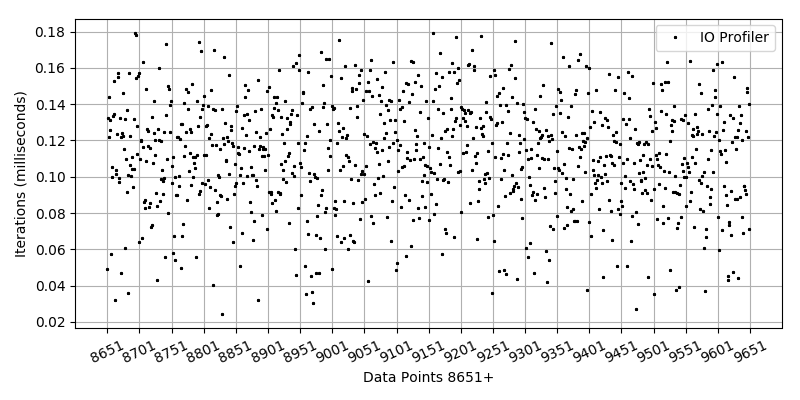 IO Profiler
Iterations (milliseconds)
0.18
0.16
0.14
0.12
0.10
0.08
0.06
0.04
0.02
8651 8701 8751 8801 8851 8901 8951 9001 9051 9101 9151 9201 9251 9301 9351 9401 9451 9501 9551 9601 9651
Data Points 8651+